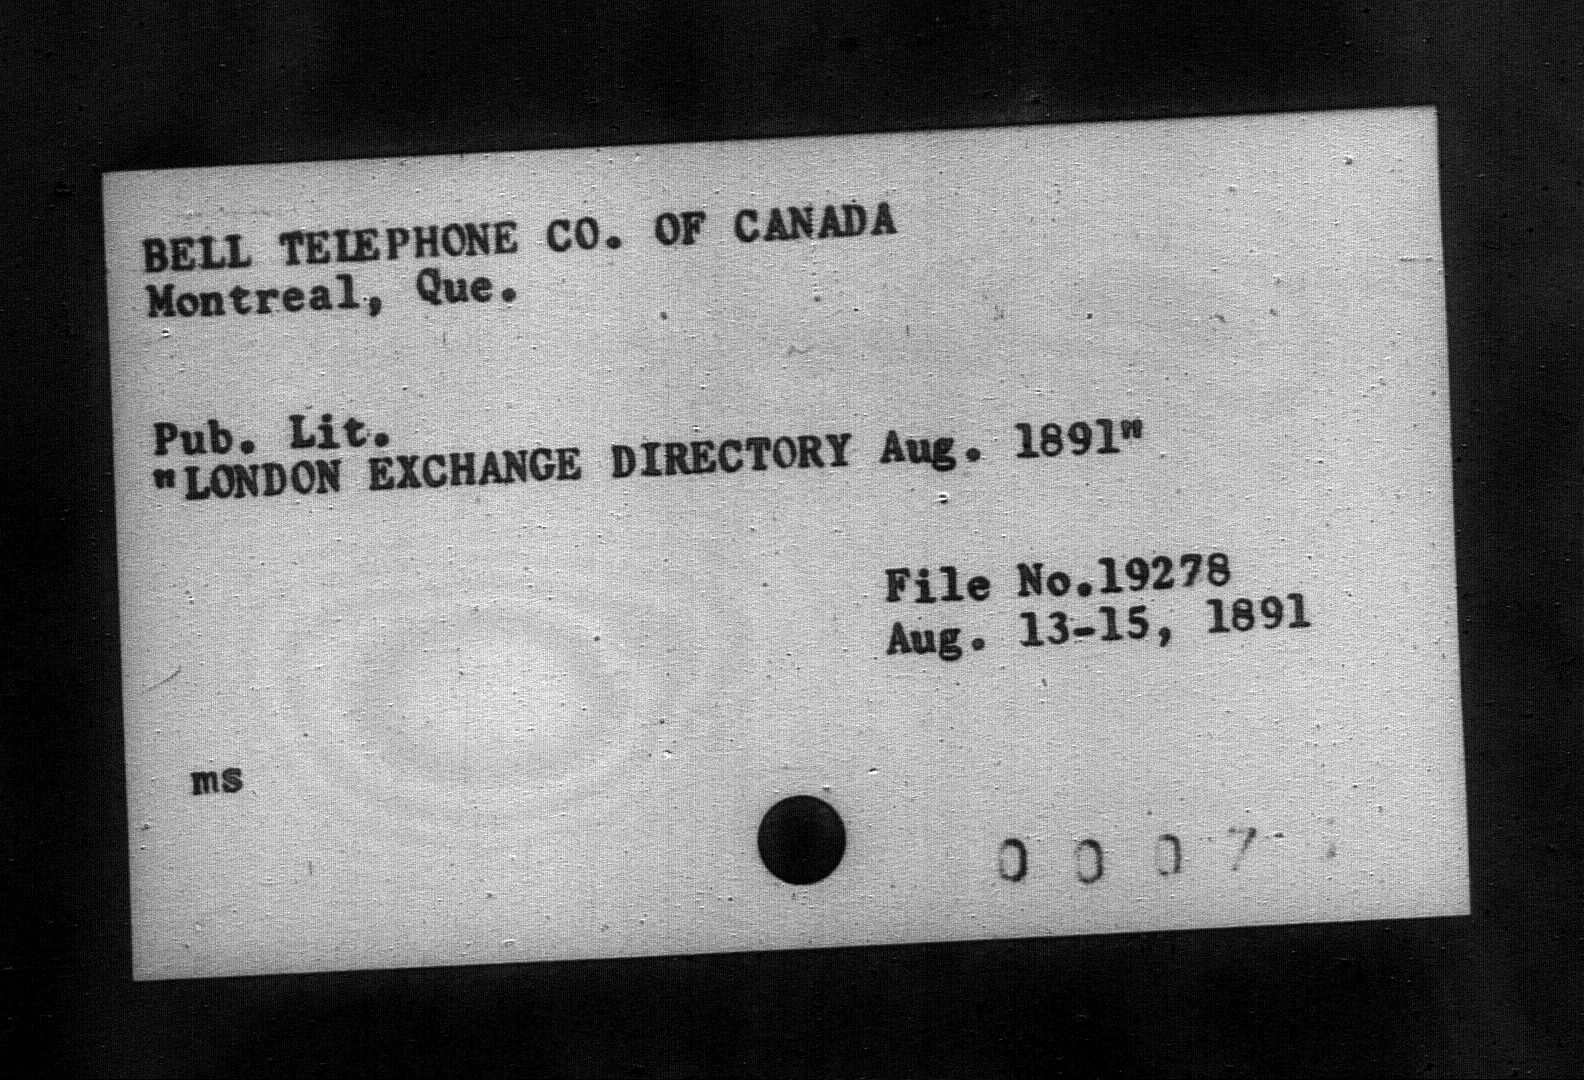 BELL TELEPHONE CO. OF CANADA
Montreal, Que.
Pub. Lit.
"LONDON EXCHANGE DIRECTORY Aug. 1891"
File No.19278
Aug. 13-15, 1891
ms
0 0 0 7